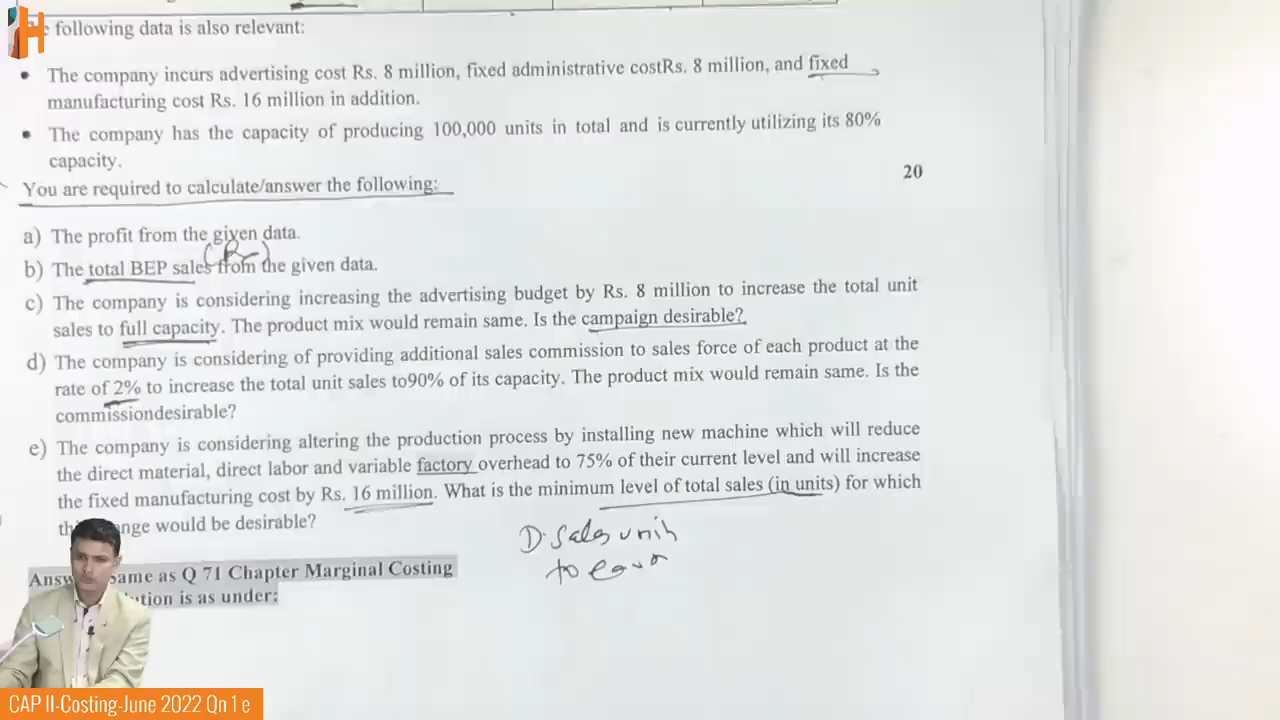 following data is also relevant:
• The company incurs advertising cost Rs. 8 million, fixed administrative costRs. 8 million, and fixed
manufacturing cost Rs. 16 million in addition.
• The company has the capacity of producing 100,000 units in total and is currently utilizing its 80%
capacity.
You are required to calculate/answer the following:
20
a) The profit from the given data.
b) The total BEP sales from the given data.
c) The company is considering increasing the advertising budget by Rs. 8 million to increase the total unit
sales to full capacity. The product mix would remain same. Is the campaign desirable?
d) The company is considering of providing additional sales commission to sales force of each product at the
rate of 2% to increase the total unit sales to90% of its capacity. The product mix would remain same. Is the
commissiondesirable?
e) The company is considering altering the production process by installing new machine which will reduce
the direct material, direct labor and variable factory overhead to 75% of their current level and will increase
the fixed manufacturing cost by Rs. 16 million. What is the minimum level of total sales (in units) for which
would be desirable?
D. Sales unit
to
same as Q 71 Chapter Marginal Costing
is as under:
CAP II-Costing-June 2022 Qn 1 e